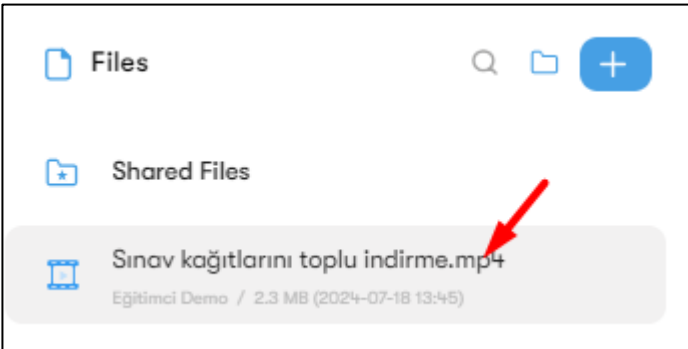 Files
Shared Files
Sınav kağıtlarını toplu indirme.mp4
Eğitimci Demo / 2.3 MB (2024-07-18 13:45)